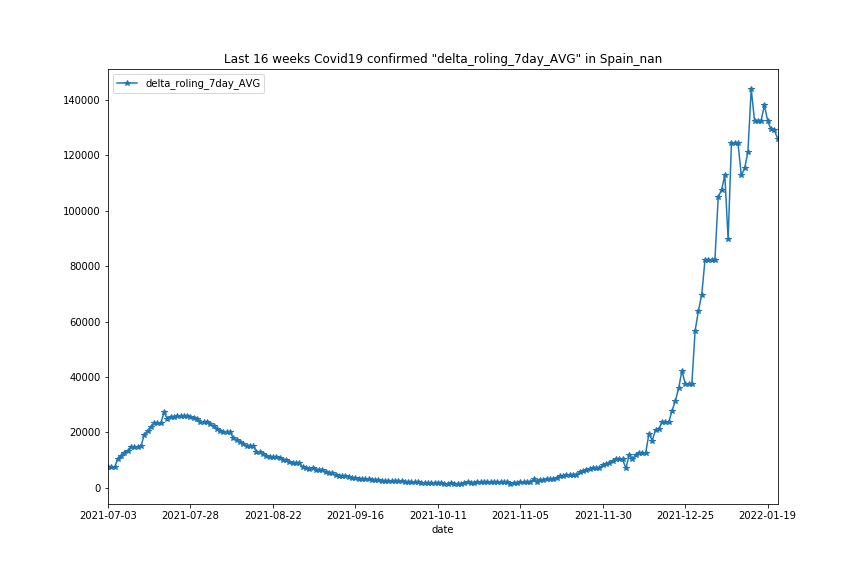 Last 16 weeks Covid19 confirmed "delta_roling_7day_AVG" in Spain_nan
delta_roling_7day_AVG
140000
120000
100000
80000
60000
40000
20000
0
2021-07-03 2021-07-28 2021-08-22 2021-09-16 2021-10-11 2021-11-05 2021-11-30 2021-12-25 2022-01-19
date